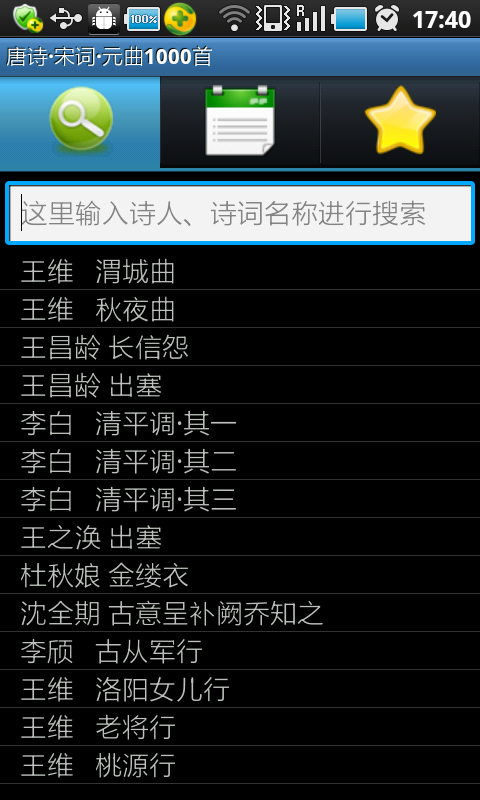 100%
R
17:40
唐诗·宋词·元曲1000首
这里输入诗人、诗词名称进行搜索
王维 渭城曲
王维 秋夜曲
王昌龄 长信怨
王昌龄 出塞
李白 清平调·其一
李白 清平调·其二
李白 清平调·其三
王之涣 出塞
杜秋娘 金缕衣
沈全期 古意呈补阙乔知之
李颀 古从军行
王维 洛阳女儿行
王维 老将行
王维 桃源行